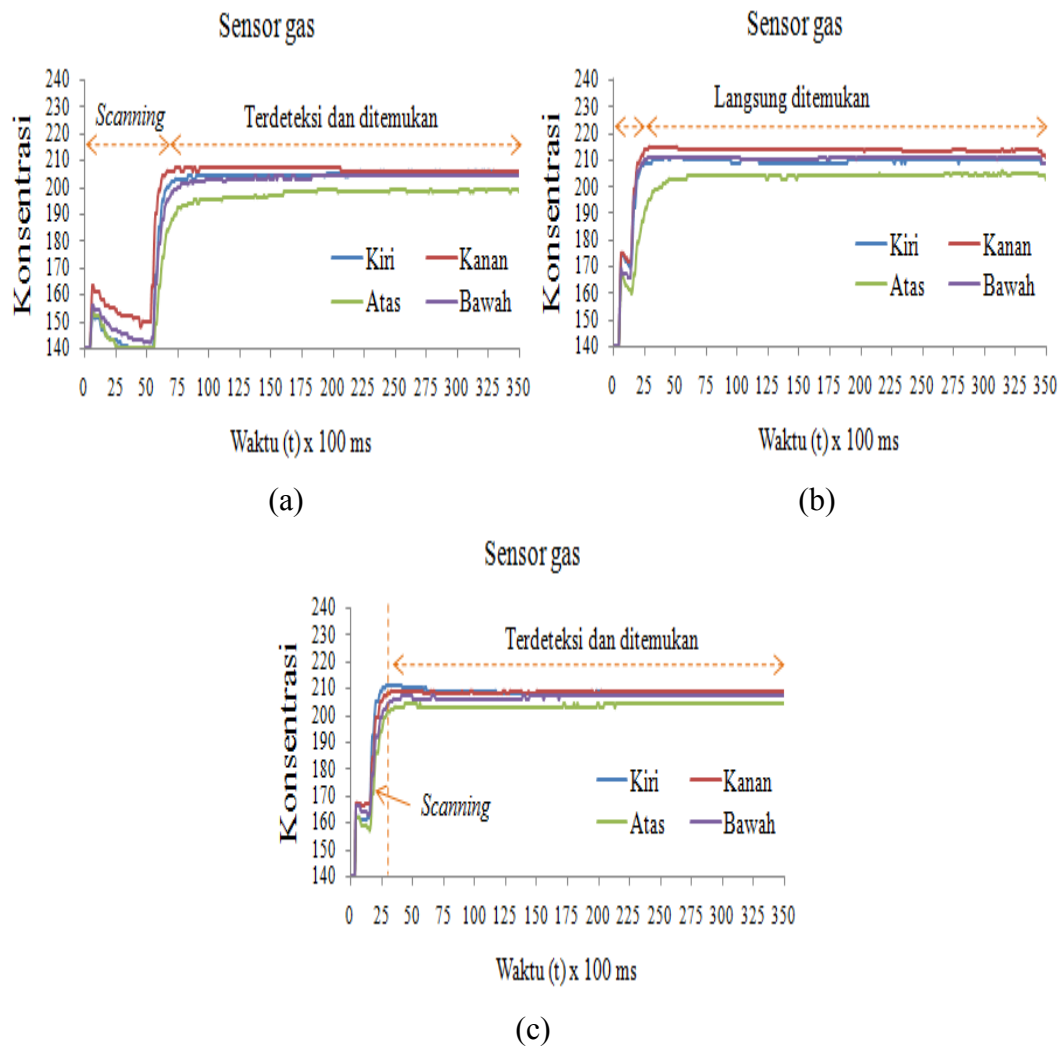 Sensor gas
Konsentrasi
240
230
220
210
200
190
180
170
160
150
140
Scanning
Terdeteksi dan ditemukan
Kiri
Kanan
Atas
Bawah
0 25 50 75 100 125 150 175 200 225 250 275 300 325 350
Waktu (t) x 100 ms
(a)
Sensor gas
Konsentrasi
240
230
220
210
200
190
180
170
160
150
140
Langsung ditemukan
Kiri
Kanan
Atas
Bawah
0 25 50 75 100 125 150 175 200 225 250 275 300 325 350
Waktu (t) x 100 ms
(b)
Sensor gas
Konsentrasi
240
230
220
210
200
190
180
170
160
150
140
Terdeteksi dan ditemukan
Scanning
Kiri
Kanan
Atas
Bawah
0 25 50 75 100 125 150 175 200 225 250 275 300 325 350
Waktu (t) x 100 ms
(c)